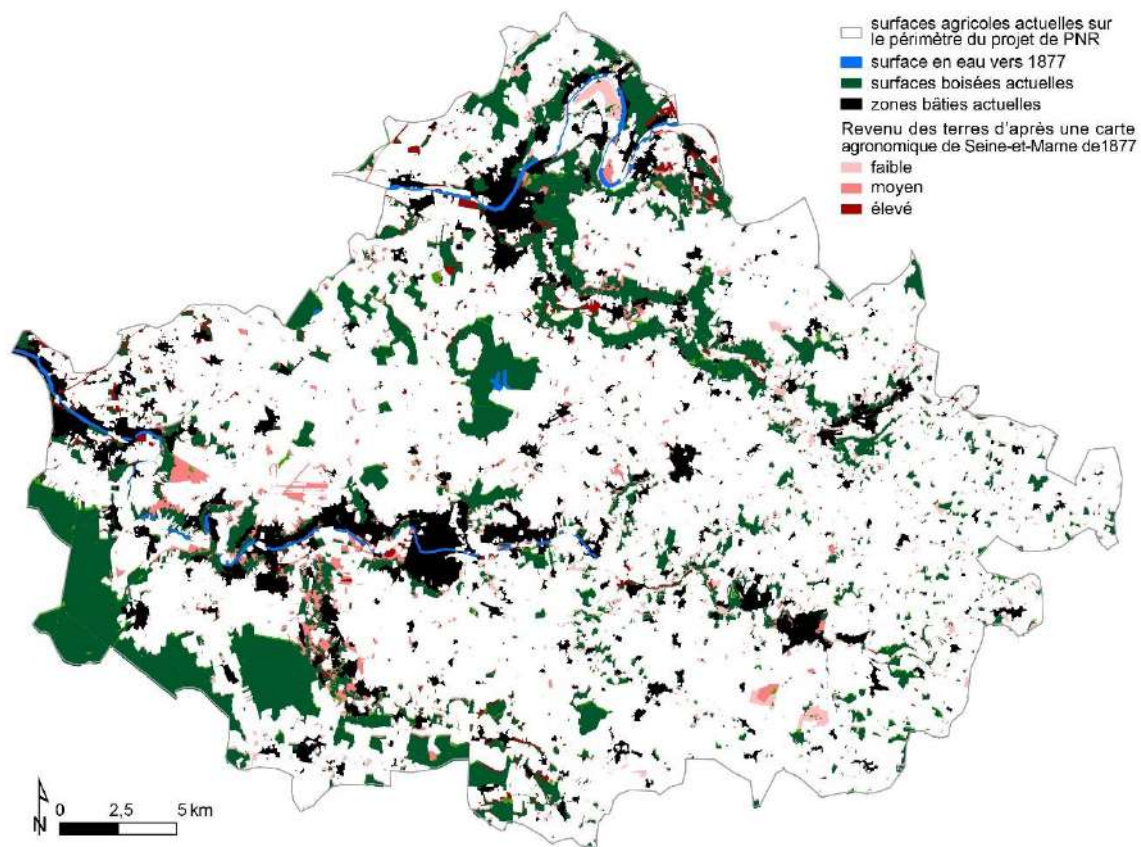 surfaces agricoles actuelles sur
le périmètre du projet de PNR
surface en eau vers 1877
surfaces boisées actuelles
zones bâties actuelles
Revenu des terres d'après une carte
agronomique de Seine-et-Marne de1877
faible
moyen
élevé
N
0 2,5 5 km